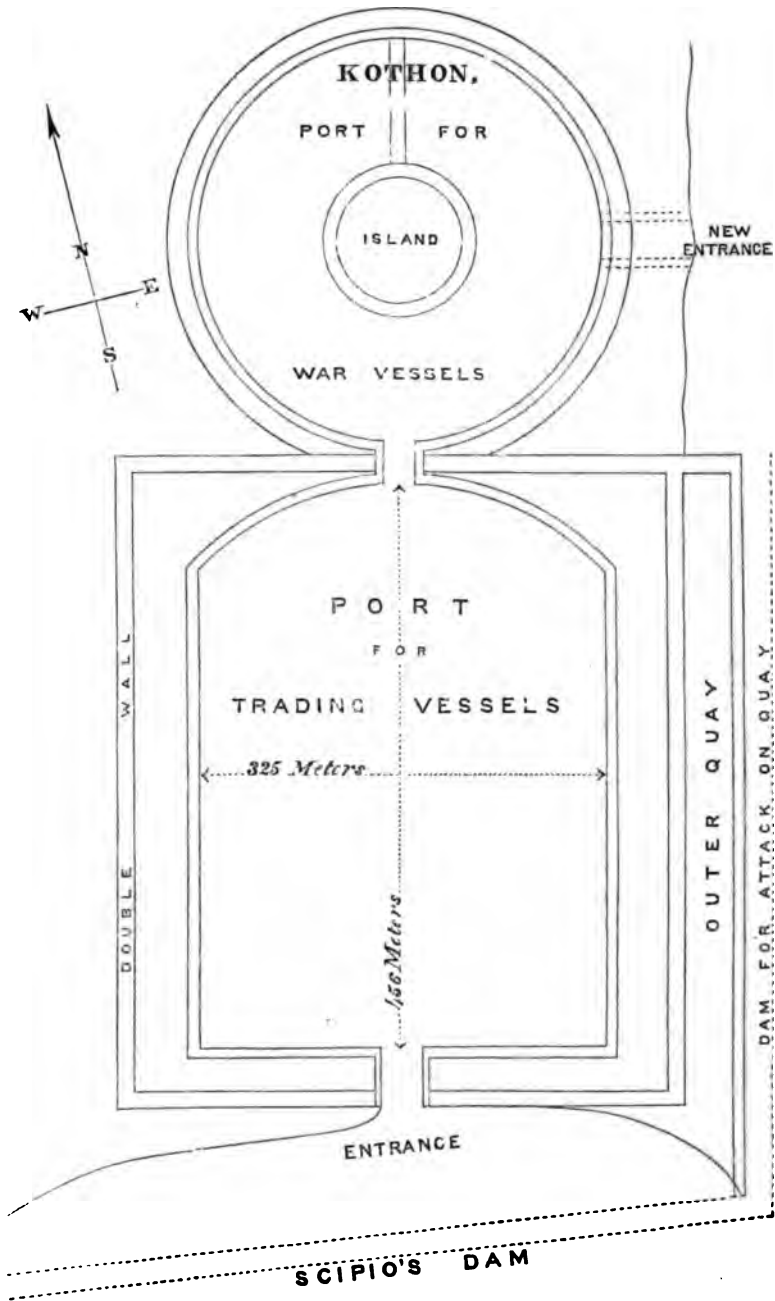 KOTHON.
PORT FOR
ISLAND
NEW
ENTRANCE
N
W E
S
WAR VESSELS
PORT
FOR
TRADING VESSELS
325 Meters
456 Meters
DOUBLE WALL
OUTER QUAY
DAM FOR ATTACK ON QUAY
ENTRANCE
SCIPIO'S DAM